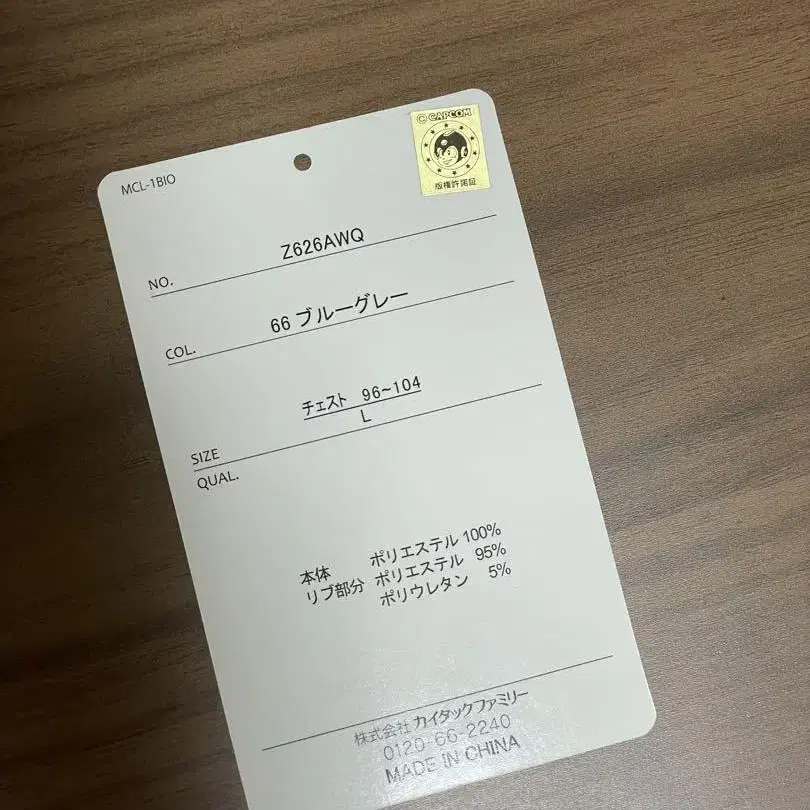 © CAPCOM
版権許諾証
MCL-1BIO
NO. Z626AWQ
COL. 66 ブルーグレー
チェスト 96~104
L
SIZE
QUAL.
本体 ポリエステル 100%
リブ部分 ポリエステル 95%
ポリウレタン 5%
株式会社 カイタックファミリー
0120-66-2240
MADE IN CHINA